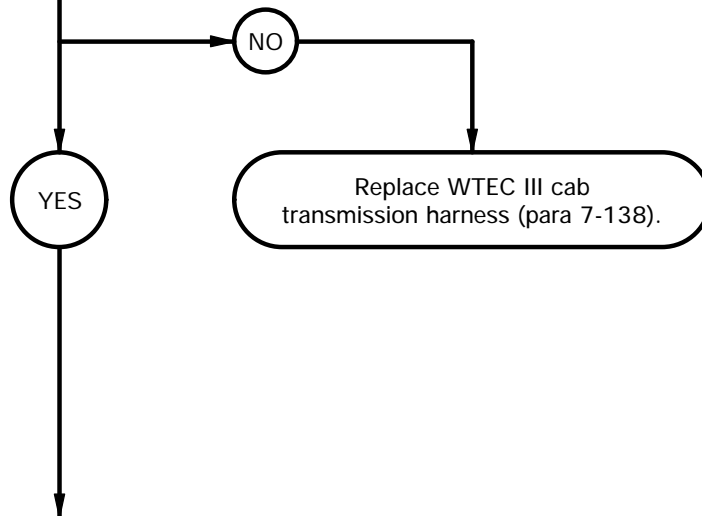 NO
YES
Replace WTEC III cab
transmission harness (para 7-138).